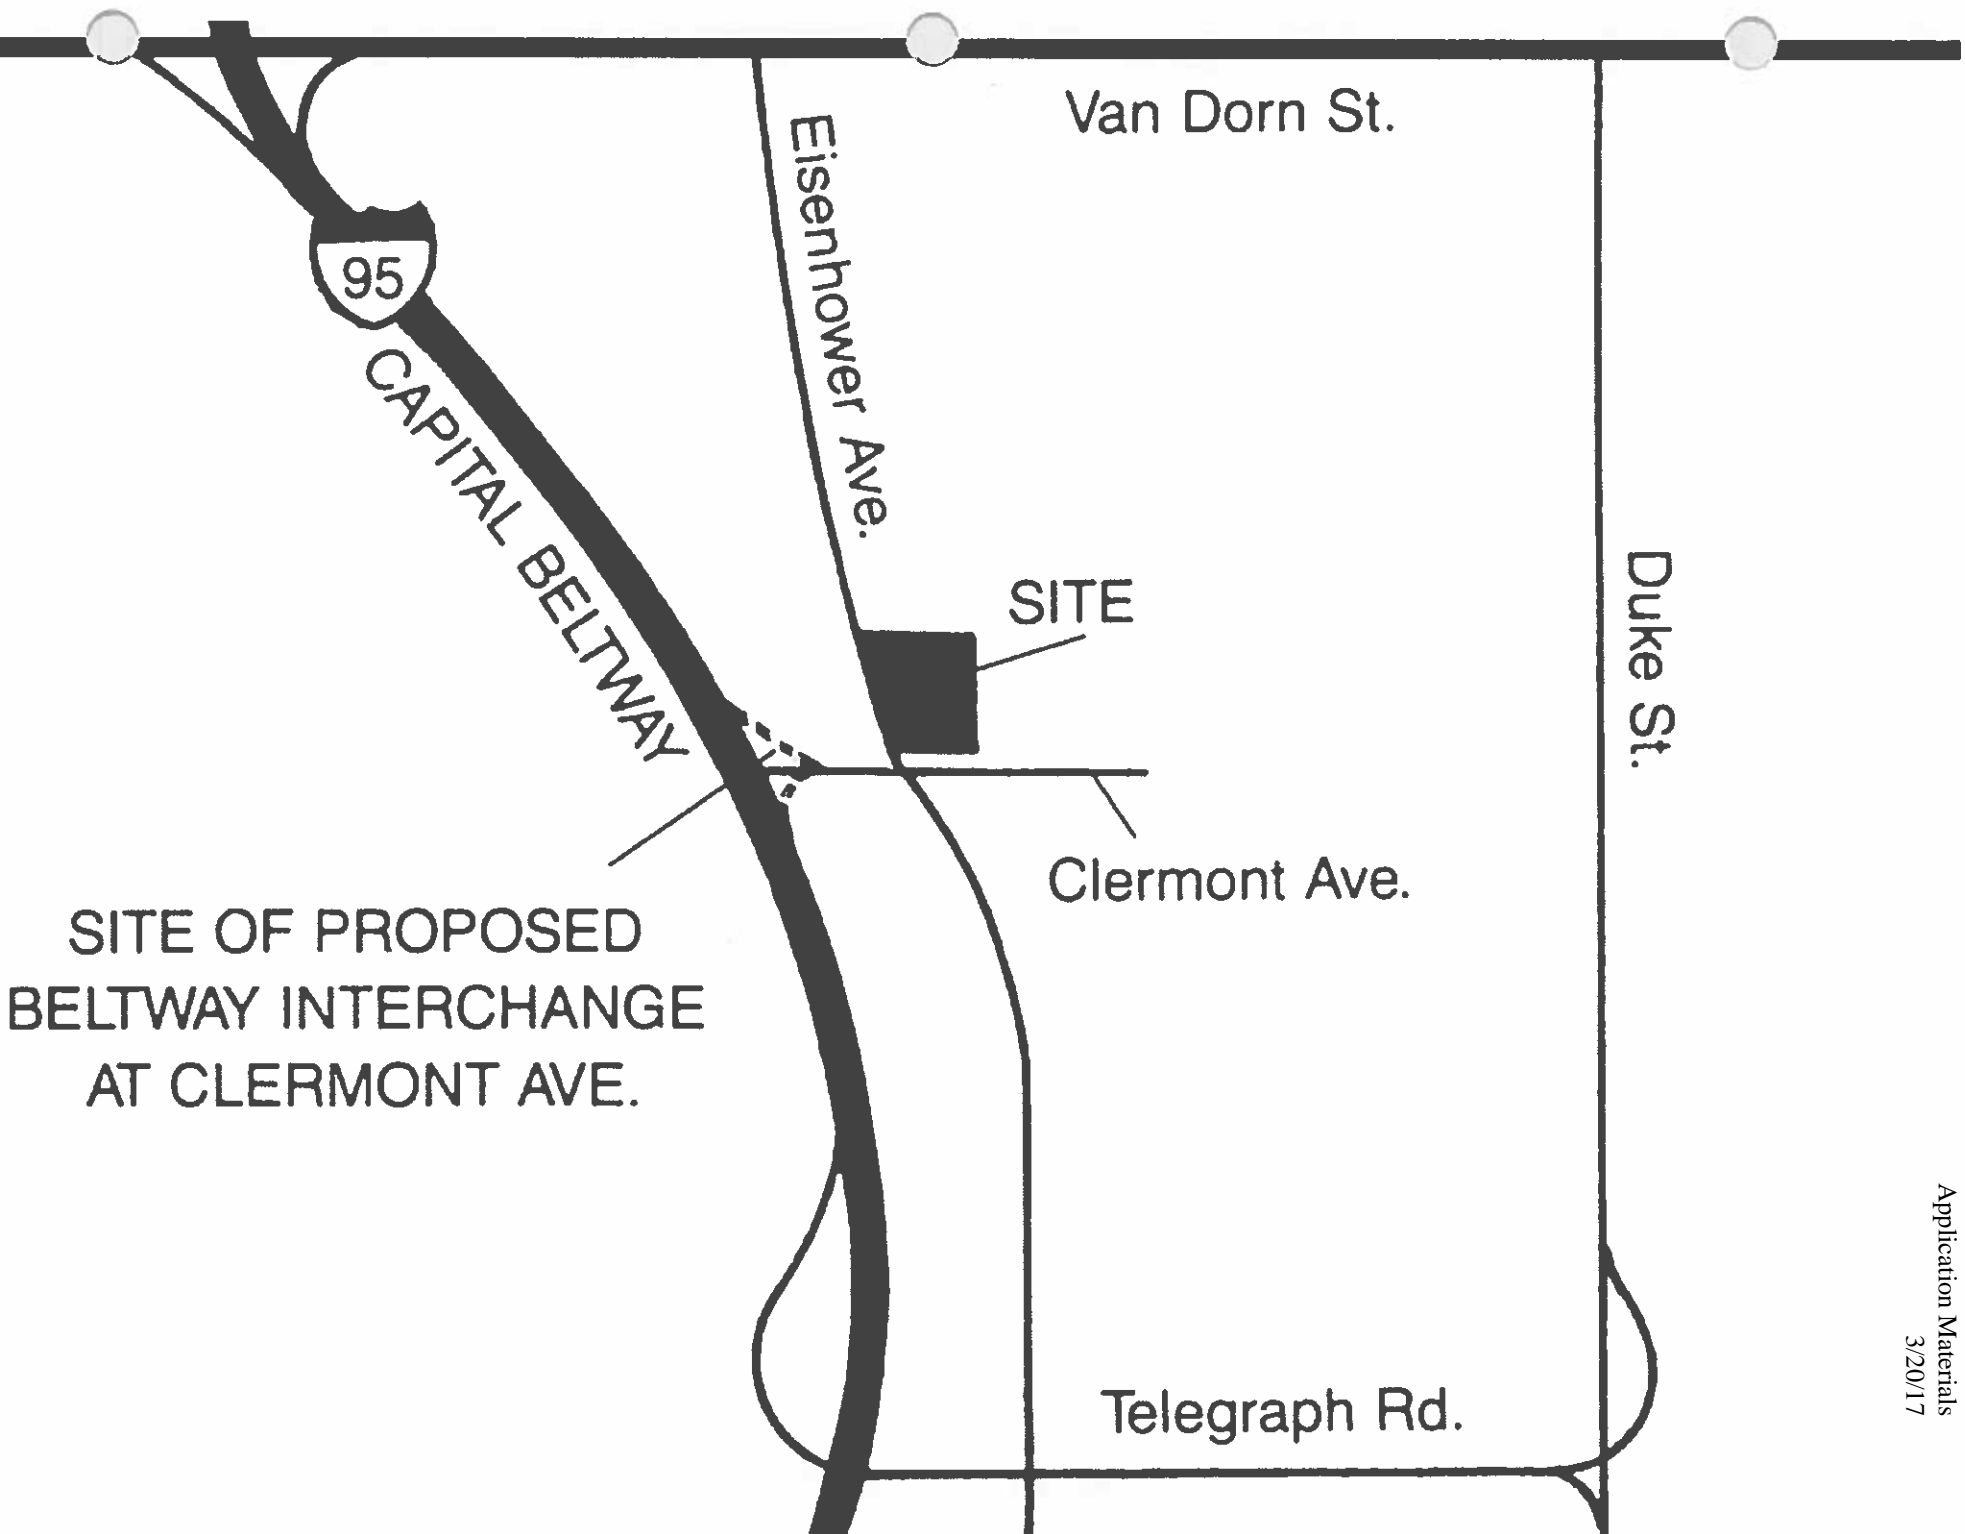 Van Dorn St.
Eisenhower Ave.
95
CAPITAL BELTWAY
SITE
Duke St.
Clermont Ave.
SITE OF PROPOSED
BELTWAY INTERCHANGE
AT CLERMONT AVE.
Telegraph Rd.
Application Materials
3/20/17